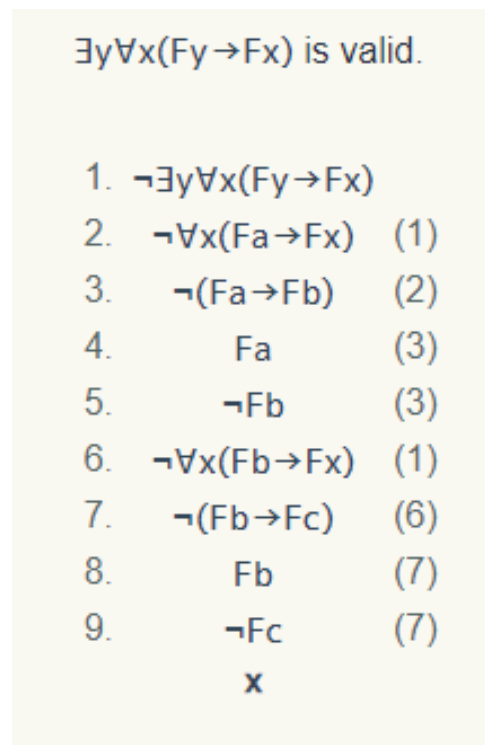 ∃y∀x(Fy→Fx) is valid.
1. ¬∃y∀x(Fy→Fx)
2. ¬∀x(Fa→Fx) (1)
3. ¬(Fa→Fb) (2)
4. Fa (3)
5. ¬Fb (3)
6. ¬∀x(Fb→Fx) (1)
7. ¬(Fb→Fc) (6)
8. Fb (7)
9. ¬Fc (7)
x